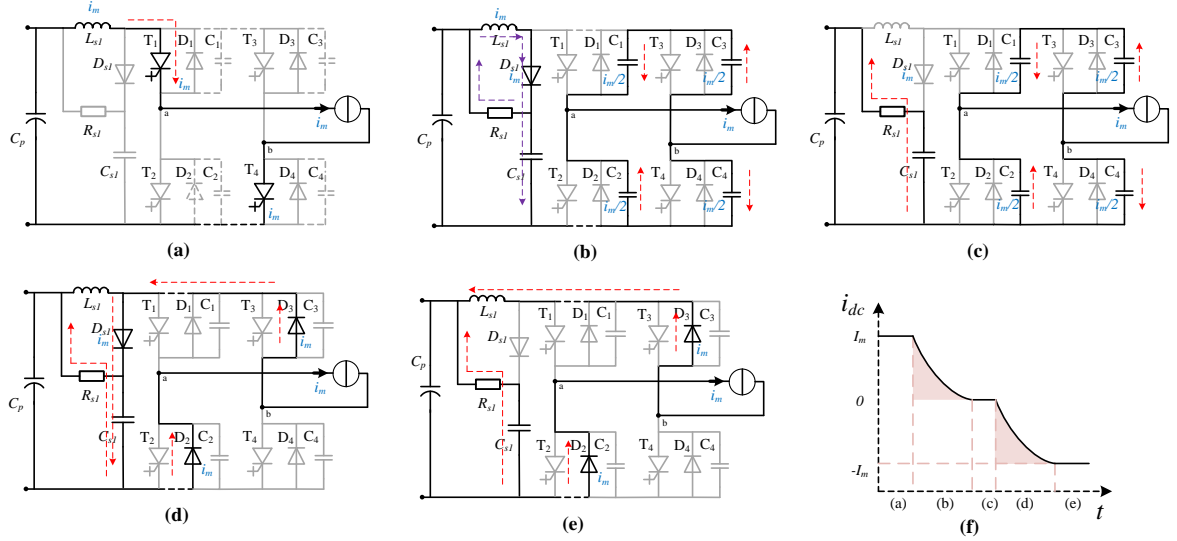 i_m
L_s1 T_1 D_1 C_1 T_3 D_3 C_3
D_s1
i_m
C_p R_s1 a i_m
b
C_s1 T_2 D_2 C_2 T_4 D_4 C_4
i_m
(a)
i_m
L_s1 T_1 D_1 C_1 T_3 D_3 C_3
D_s1
i_m i_m/2 i_m/2
C_p R_s1 a i_m
b
C_s1 T_2 D_2 C_2 T_4 D_4 C_4
i_m/2 i_m/2
(b)
L_s1 T_1 D_1 C_1 T_3 D_3 C_3
D_s1
i_m i_m/2 i_m/2
C_p R_s1 a i_m
b
C_s1 T_2 D_2 C_2 T_4 D_4 C_4
i_m/2 i_m/2
(c)
L_s1 T_1 D_1 C_1 T_3 D_3 C_3
D_s1
i_m i_m
C_p R_s1 a i_m
b
C_s1 T_2 D_2 C_2 T_4 D_4 C_4
i_m
(d)
L_s1 T_1 D_1 C_1 T_3 D_3 C_3
D_s1 i_m
C_p R_s1 a i_m
b
C_s1 T_2 D_2 C_2 T_4 D_4 C_4
i_m
(e)
i_dc
I_m
0
-I_m
(a) (b) (c) (d) (e)
t
(f)